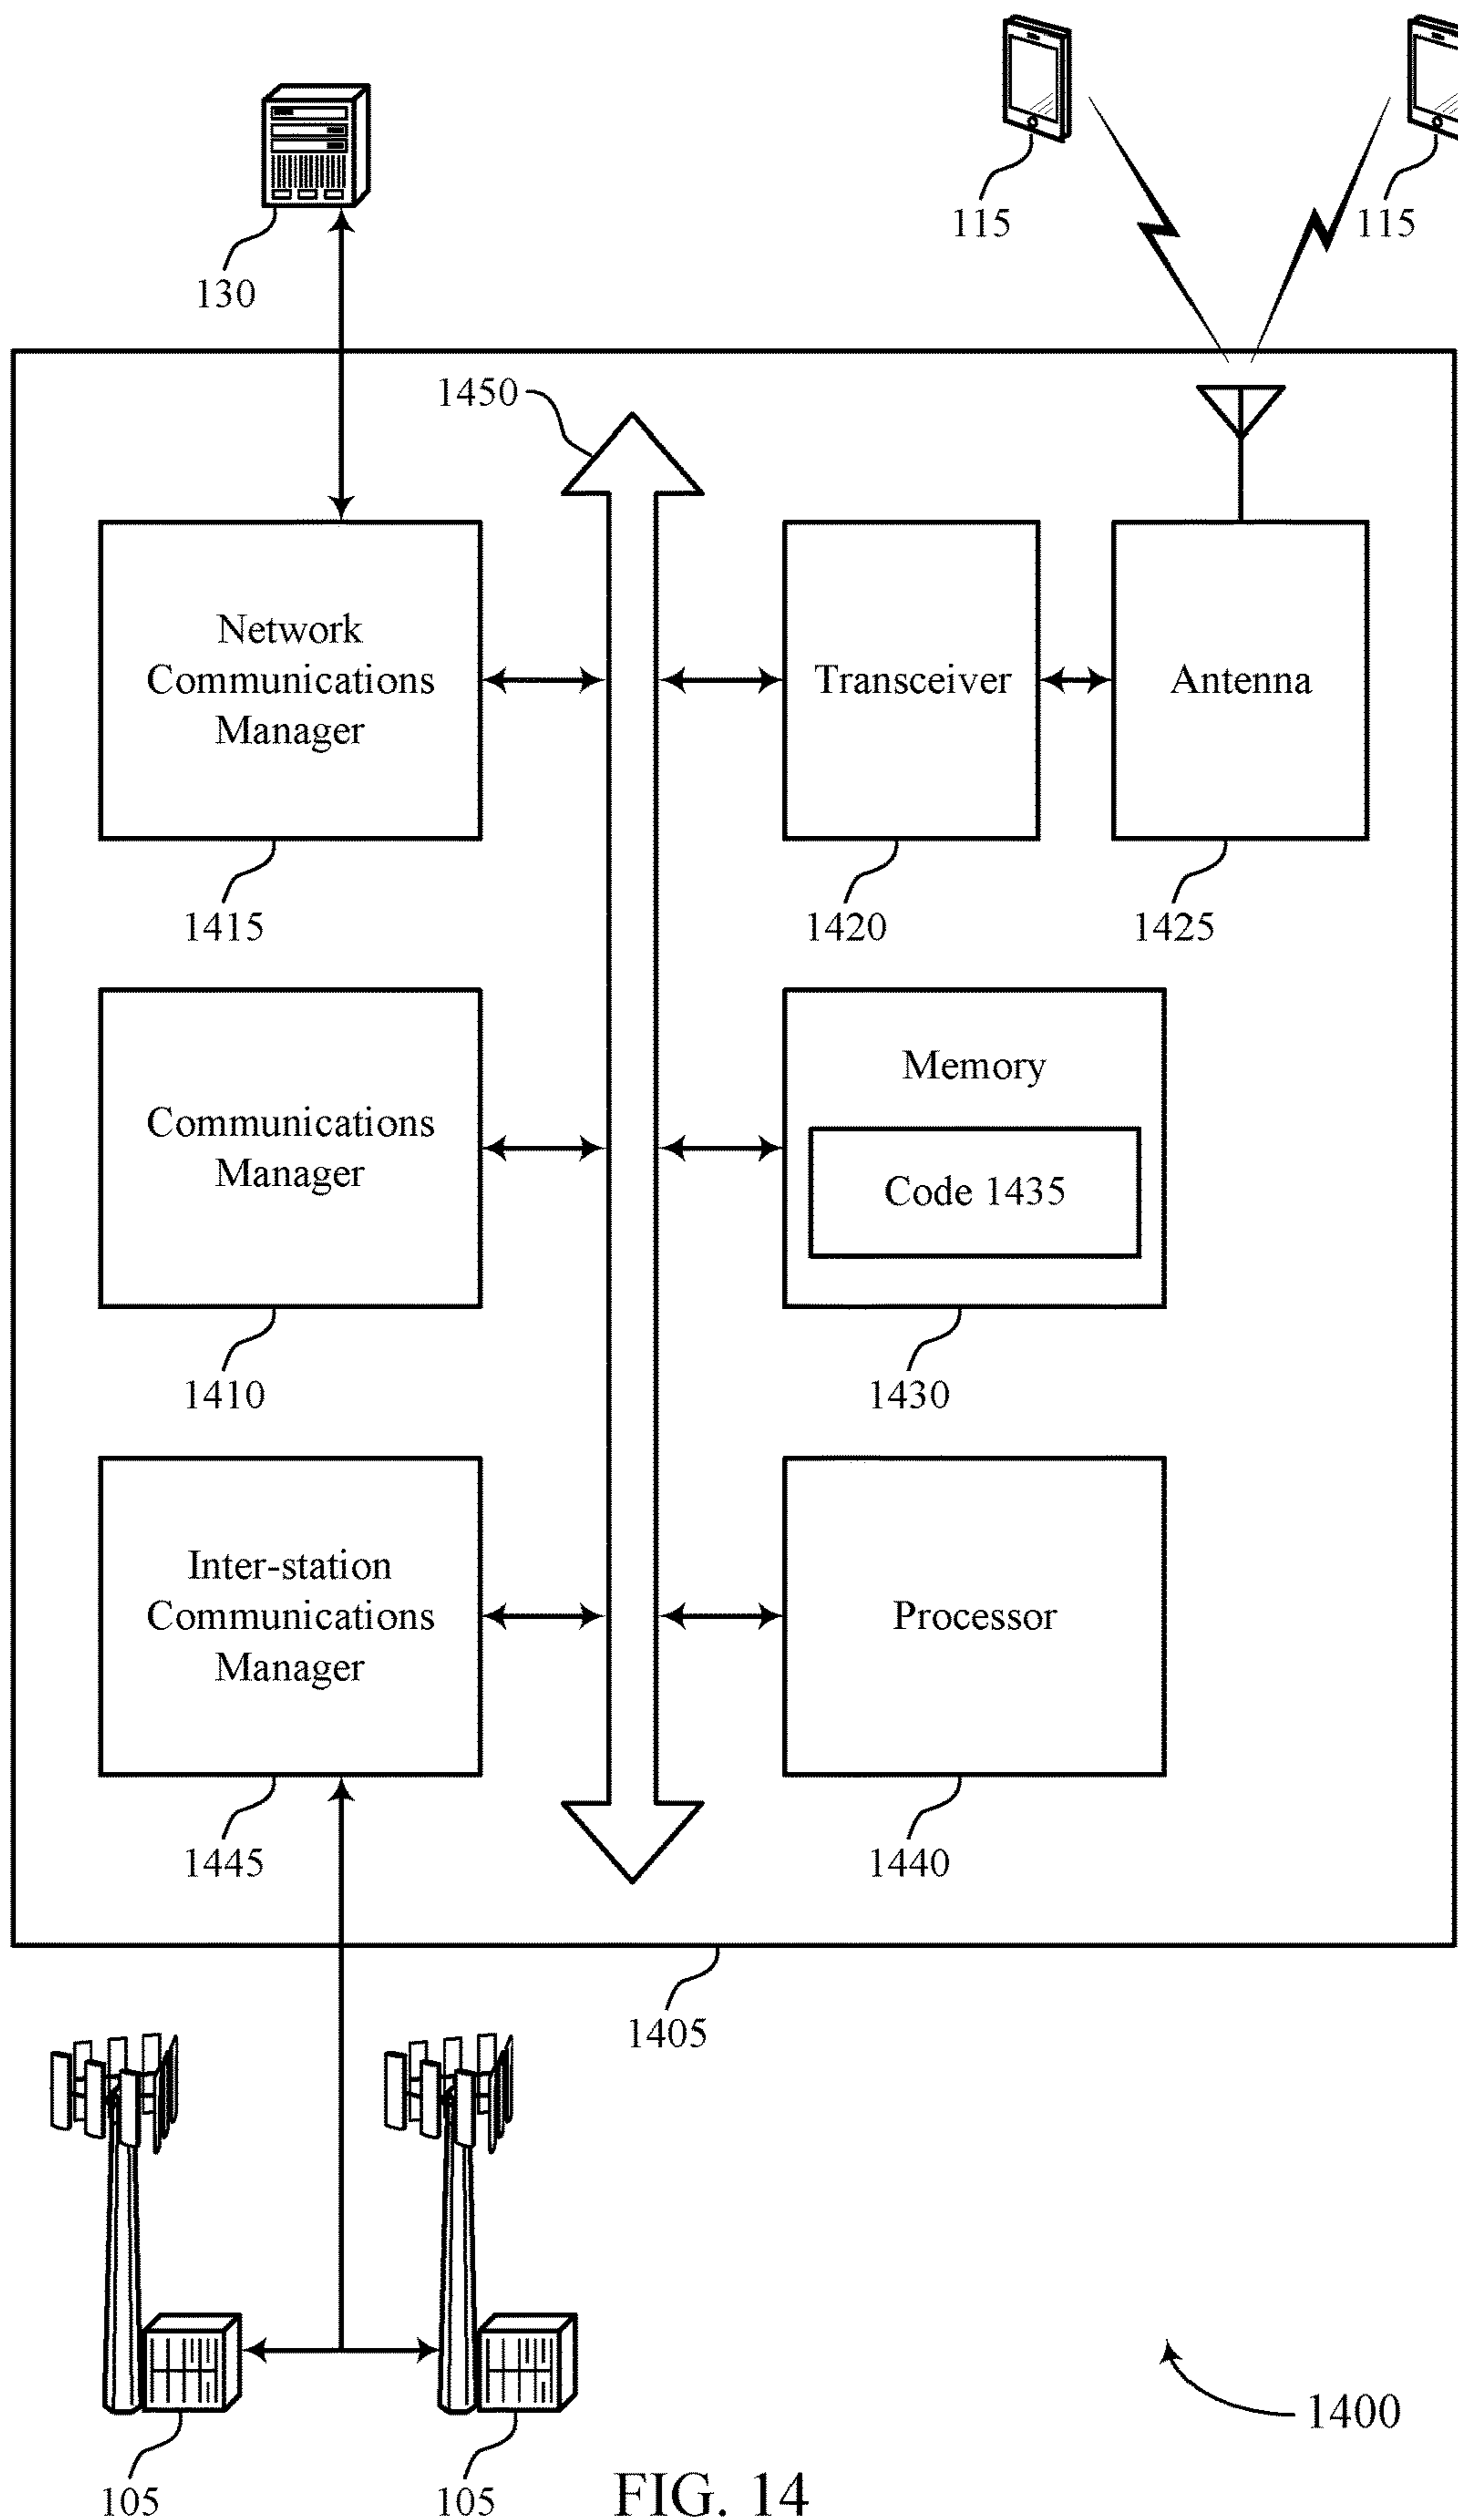 115
115
130
1450
Network
Communications
Manager
Transceiver
Antenna
1415
1420
1425
Communications
Manager
Memory
Code 1435
1410
1430
Inter-station
Communications
Manager
Processor
1445
1440
1405
1400
105
105
FIG. 14